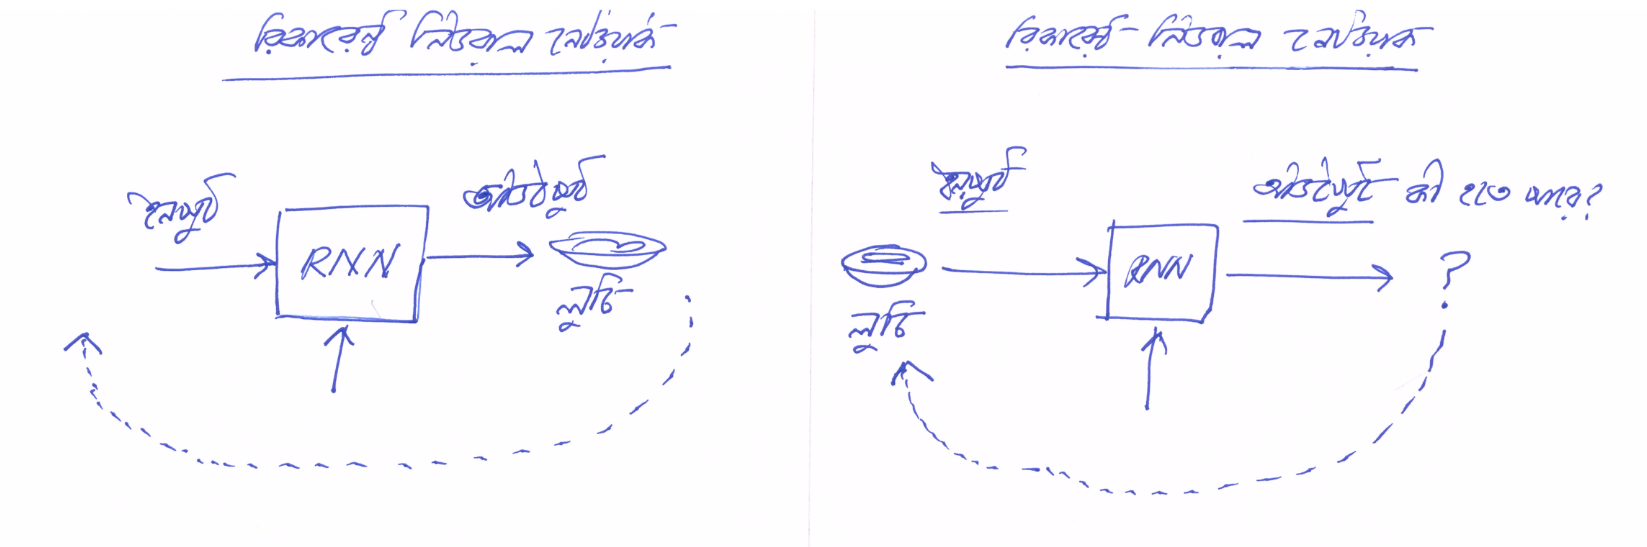 রিকারেন্ট নিউরাল নেটওয়ার্ক
ইনপুট
আউটপুট
RNN
লুচি
রিকারেন্ট নিউরাল নেটওয়ার্ক
ইনপুট
আউটপুট কী হতে পারে?
RNN
?
লুচি